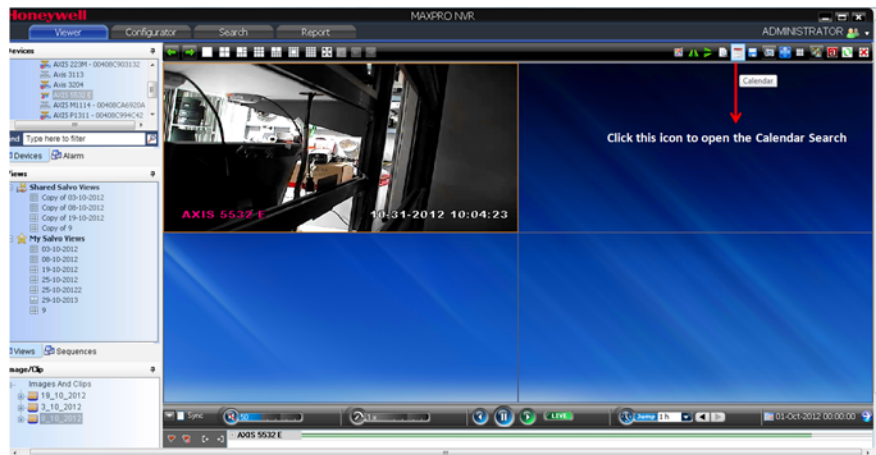 Honeywell
MAXPRO NVR
Viewer
Configurator
Search
Report
ADMINISTRATOR
Devices
AXIS 223M - 00408C903132
Axis 3113
Axis 3204
AXIS 5532 E
AXIS M1114 - 00408CA6920A
AXIS P1311 - 00408C994C42
Type here to filter
Devices
Alarm
Views
Shared Salvo Views
Copy of 03-10-2012
Copy of 08-10-2012
Copy of 19-10-2012
Copy of 9
My Salvo Views
03-10-2012
08-10-2012
19-10-2012
25-10-2012
25-10-20122
29-10-2013
9
Views
Sequences
Image/Clip
Images And Clips
19_10_2012
3_10_2012
Calendar
Click this icon to open the Calendar Search
AXIS 5532 E
10-31-2012 10:04:23
Sync
50
1 x
LIVE
Jump
1 h
01-Oct-2012 00:00:00
AXIS 5532 E